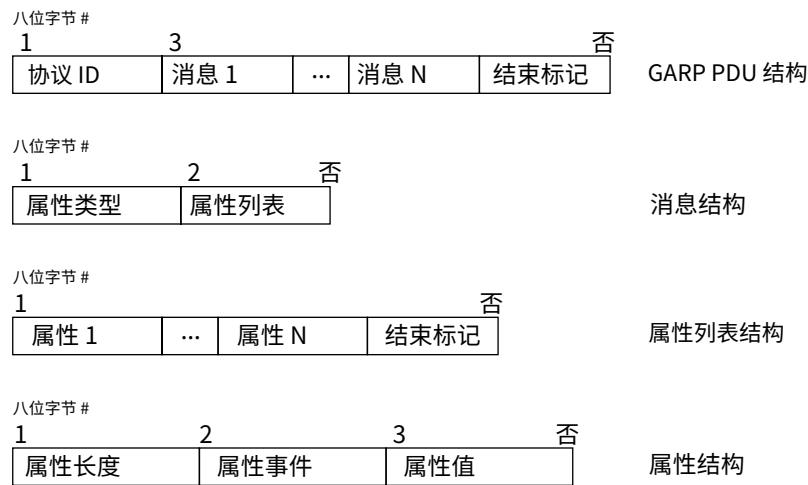 八位字节 #
1 3 否
协议 ID 消息 1 ... 消息 N 结束标记 GARP PDU 结构
八位字节 #
1 2 否
属性类型 属性列表 消息结构
八位字节 #
1 否
属性 1 ... 属性 N 结束标记 属性列表结构
八位字节 #
1 2 3 否
属性长度 属性事件 属性值 属性结构